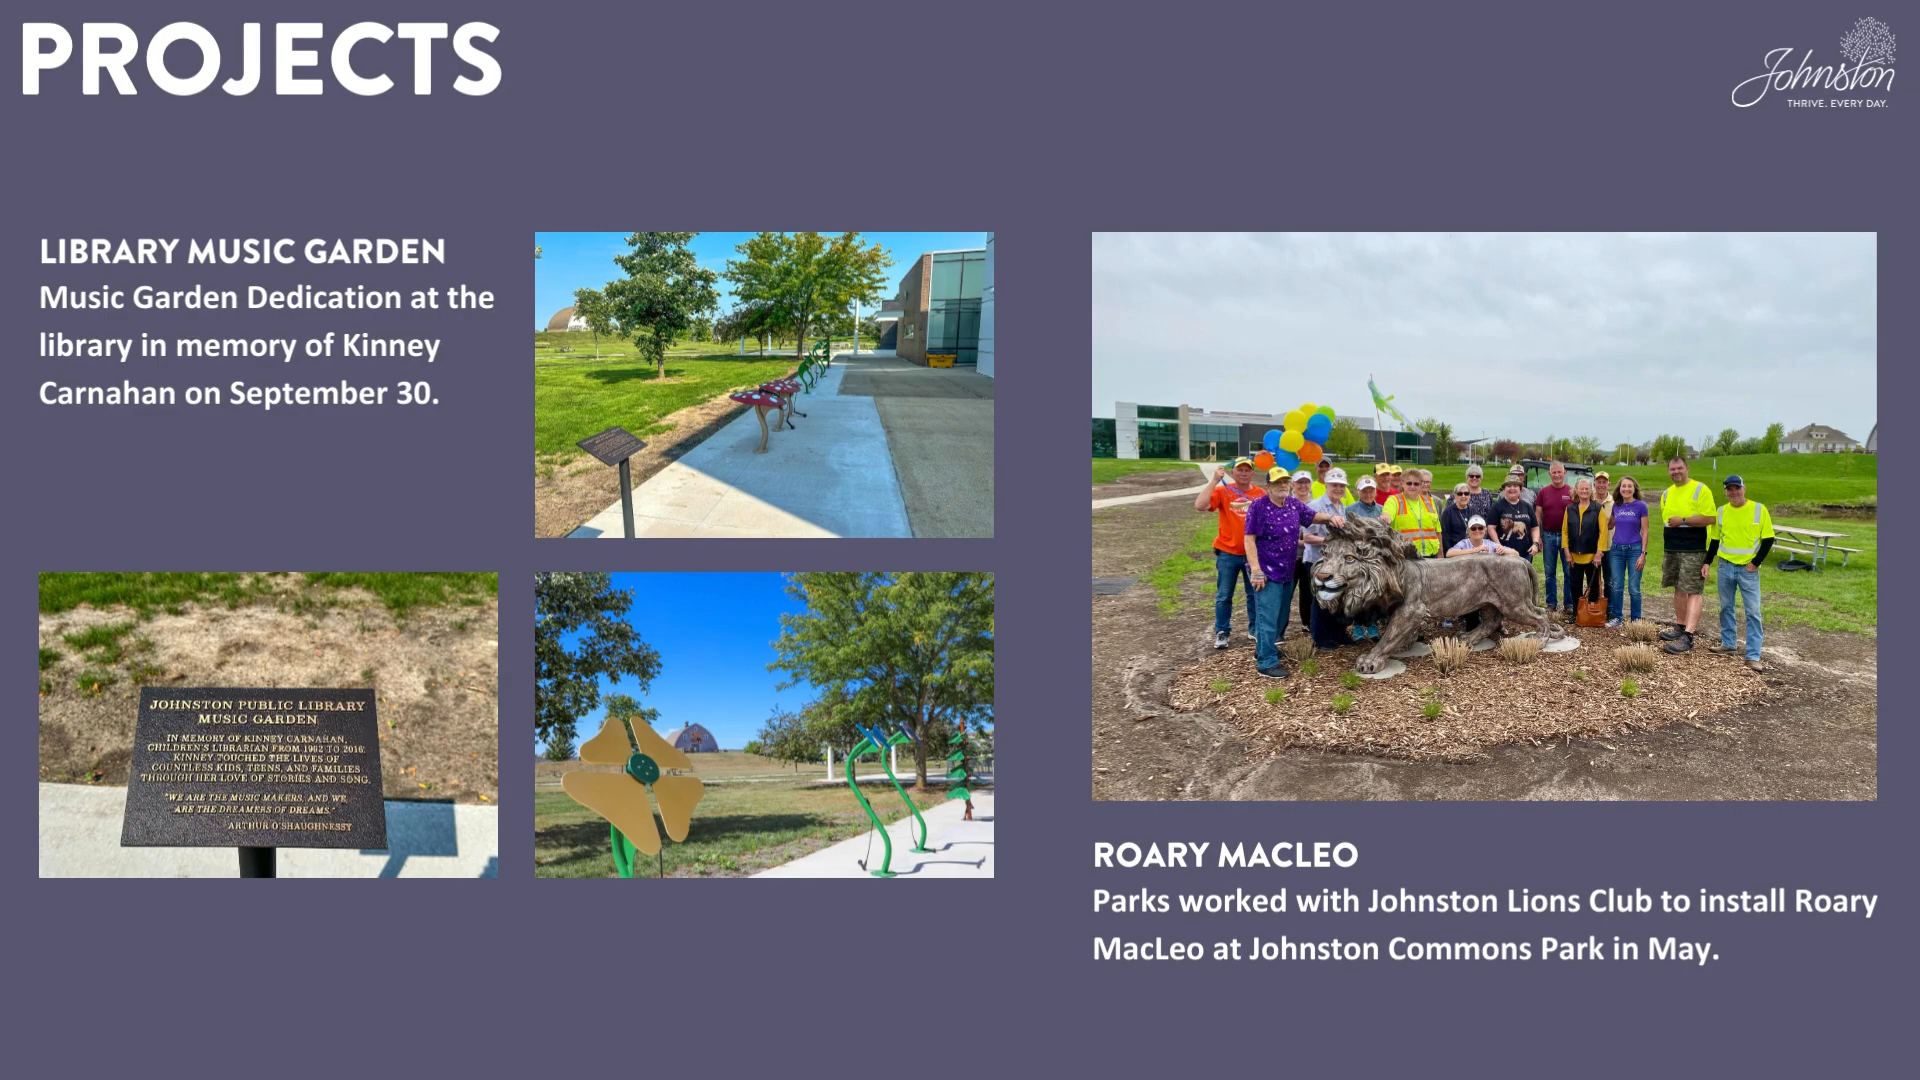 PROJECTS
Johnston
THRIVE. EVERY DAY.
LIBRARY MUSIC GARDEN
Music Garden Dedication at the
library in memory of Kinney
Carnahan on September 30.
JOHNSTON PUBLIC LIBRARY
MUSIC GARDEN
IN MEMORY OF KINNEY CARNAHAN,
CHILDREN'S LIBRARIAN FROM 1982 TO 2016.
KINNEY TOUCHED THE LIVES OF
COUNTLESS KIDS, TEENS, AND FAMILIES
THROUGH HER LOVE OF STORIES AND SONG.
"WE ARE THE MUSIC MAKERS, AND WE
ARE THE DREAMERS OF DREAMS."
ARTHUR O'SHAUGHNESSY
ROARY MACLEO
Parks worked with Johnston Lions Club to install Roary
MacLeo at Johnston Commons Park in May.